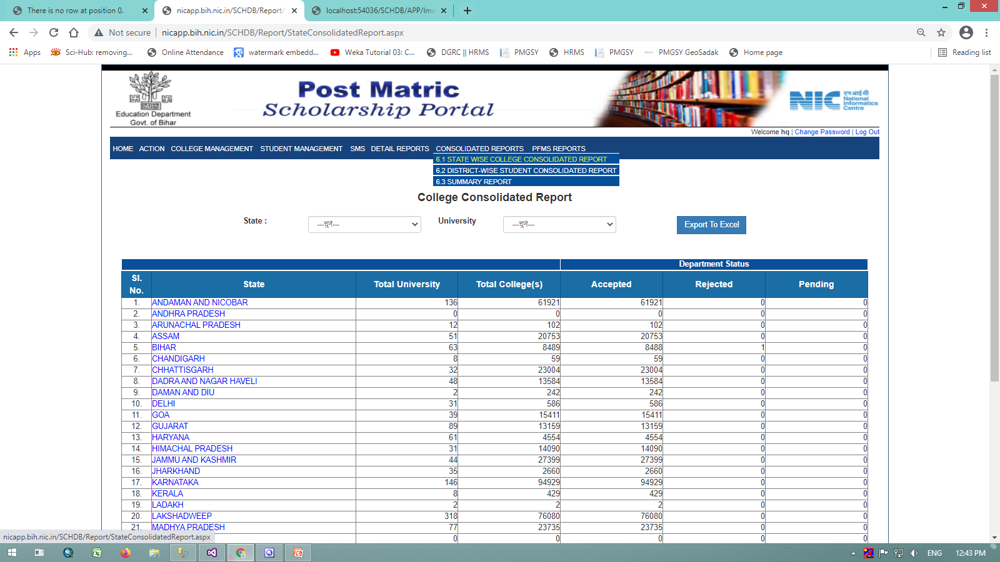 There is no row at position 0.
nicapp.bih.nic.in/SCHDB/Report/
localhost:54036/SCHDB/APP/Ima
Not secure | nicapp.bih.nic.in/SCHDB/Report/StateConsolidatedReport.aspx
Apps Sci-Hub: removing... Online Attendance watermark embedd... Weka Tutorial 03: C... DGRC || HRMS PMGSY HRMS PMGSY PMGSY GeoSadak Home page Reading list
Education Department
Govt. of Bihar
Post Matric
Scholarship Portal
NIC एनआईसी
National
Informatics
Centre
Welcome hq | Change Password | Log Out
HOME ACTION COLLEGE MANAGEMENT STUDENT MANAGEMENT SMS DETAIL REPORTS CONSOLIDATED REPORTS PFMS REPORTS
6.1 STATE WISE COLLEGE CONSOLIDATED REPORT
6.2 DISTRICT-WISE STUDENT CONSOLIDATED REPORT
6.3 SUMMARY REPORT
College Consolidated Report
State : ---चुने--- University ---चुने--- Export To Excel
Department Status
Sl. No. State Total University Total College(s) Accepted Rejected Pending
1. ANDAMAN AND NICOBAR 136 61921 61921 0 0
2. ANDHRA PRADESH 0 0 0 0 0
3. ARUNACHAL PRADESH 12 102 102 0 0
4. ASSAM 51 20753 20753 0 0
5. BIHAR 63 8489 8488 1 0
6. CHANDIGARH 8 59 59 0 0
7. CHHATTISGARH 32 23004 23004 0 0
8. DADRA AND NAGAR HAVELI 48 13584 13584 0 0
9. DAMAN AND DIU 2 242 242 0 0
10. DELHI 31 586 586 0 0
11. GOA 39 15411 15411 0 0
12. GUJARAT 89 13159 13159 0 0
13. HARYANA 61 4554 4554 0 0
14. HIMACHAL PRADESH 31 14090 14090 0 0
15. JAMMU AND KASHMIR 44 27399 27399 0 0
16. JHARKHAND 35 2660 2660 0 0
17. KARNATAKA 146 94929 94929 0 0
18. KERALA 8 429 429 0 0
19. LADAKH 2 2 2 0 0
20. LAKSHADWEEP 318 76080 76080 0 0
21. MADHYA PRADESH 77 23735 23735 0 0
0 0 0 0 0
nicapp.bih.nic.in/SCHDB/Report/StateConsolidatedReport.aspx
ENG 12:43 PM